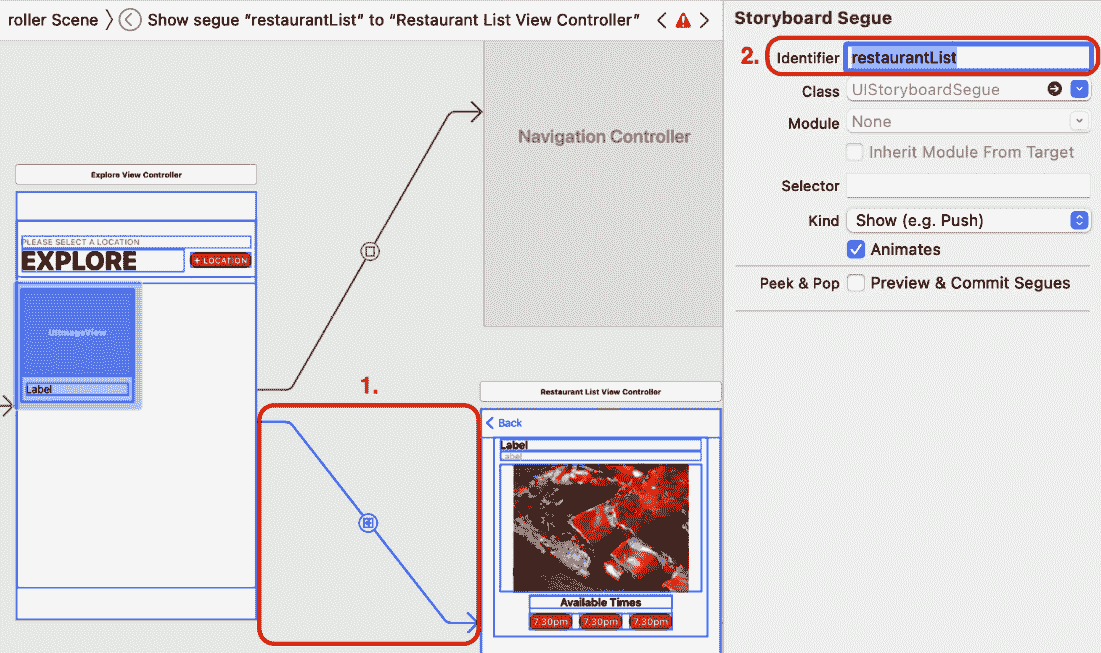 roller Scene Show segue "restaurantList" to "Restaurant List View Controller"
Storyboard Segue
2. Identifier restaurantList
Class UIStoryboardSegue
Module None
Inherit Module From Target
Selector
Kind Show (e.g. Push)
Animates
Peek & Pop Preview & Commit Segues
Navigation Controller
Explore View Controller
PLEASE SELECT A LOCATION
EXPLORE + LOCATION
UIImageView
Label
1.
Restaurant List View Controller
Back
Label
Label
Available Times
7.30pm 7.30pm 7.30pm